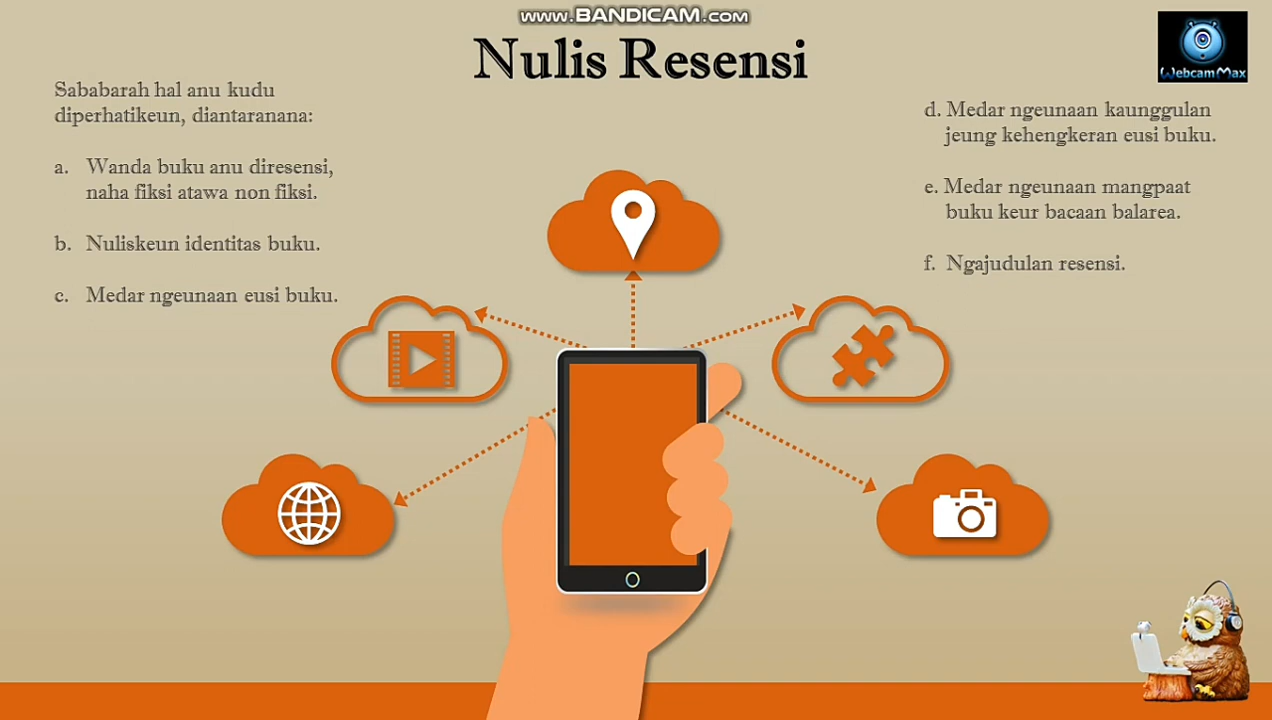 www.BANDICAM.com
Nulis Resensi
WebcamMax
Sababarah hal anu kudu
diperhatikeun, diantaranana:
a. Wanda buku anu diresensi,
naha fiksi atawa non fiksi.
b. Nuliskeun identitas buku.
c. Medar ngeunaan eusi buku.
d. Medar ngeunaan kaunggulan
jeung kehengkeran eusi buku.
e. Medar ngeunaan mangpaat
buku keur bacaan balarea.
f. Ngajudulan resensi.